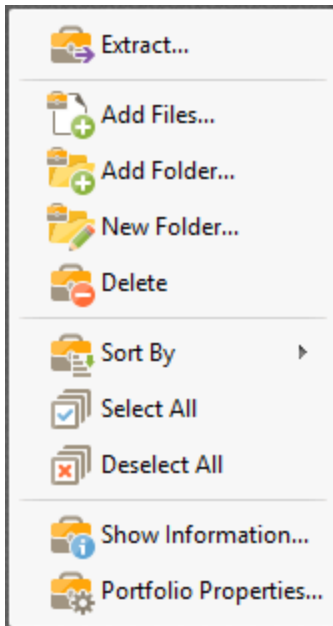 Extract...
Add Files...
Add Folder...
New Folder...
Delete
Sort By
Select All
Deselect All
Show Information...
Portfolio Properties...